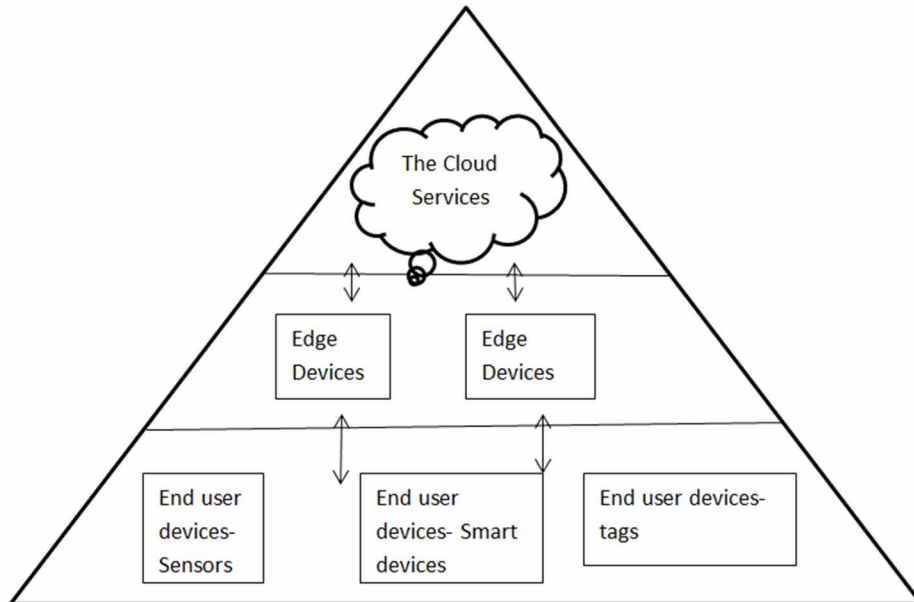 The Cloud
Services
Edge
Devices
Edge
Devices
End user
devices-
Sensors
End user
devices- Smart
devices
End user devices-
tags